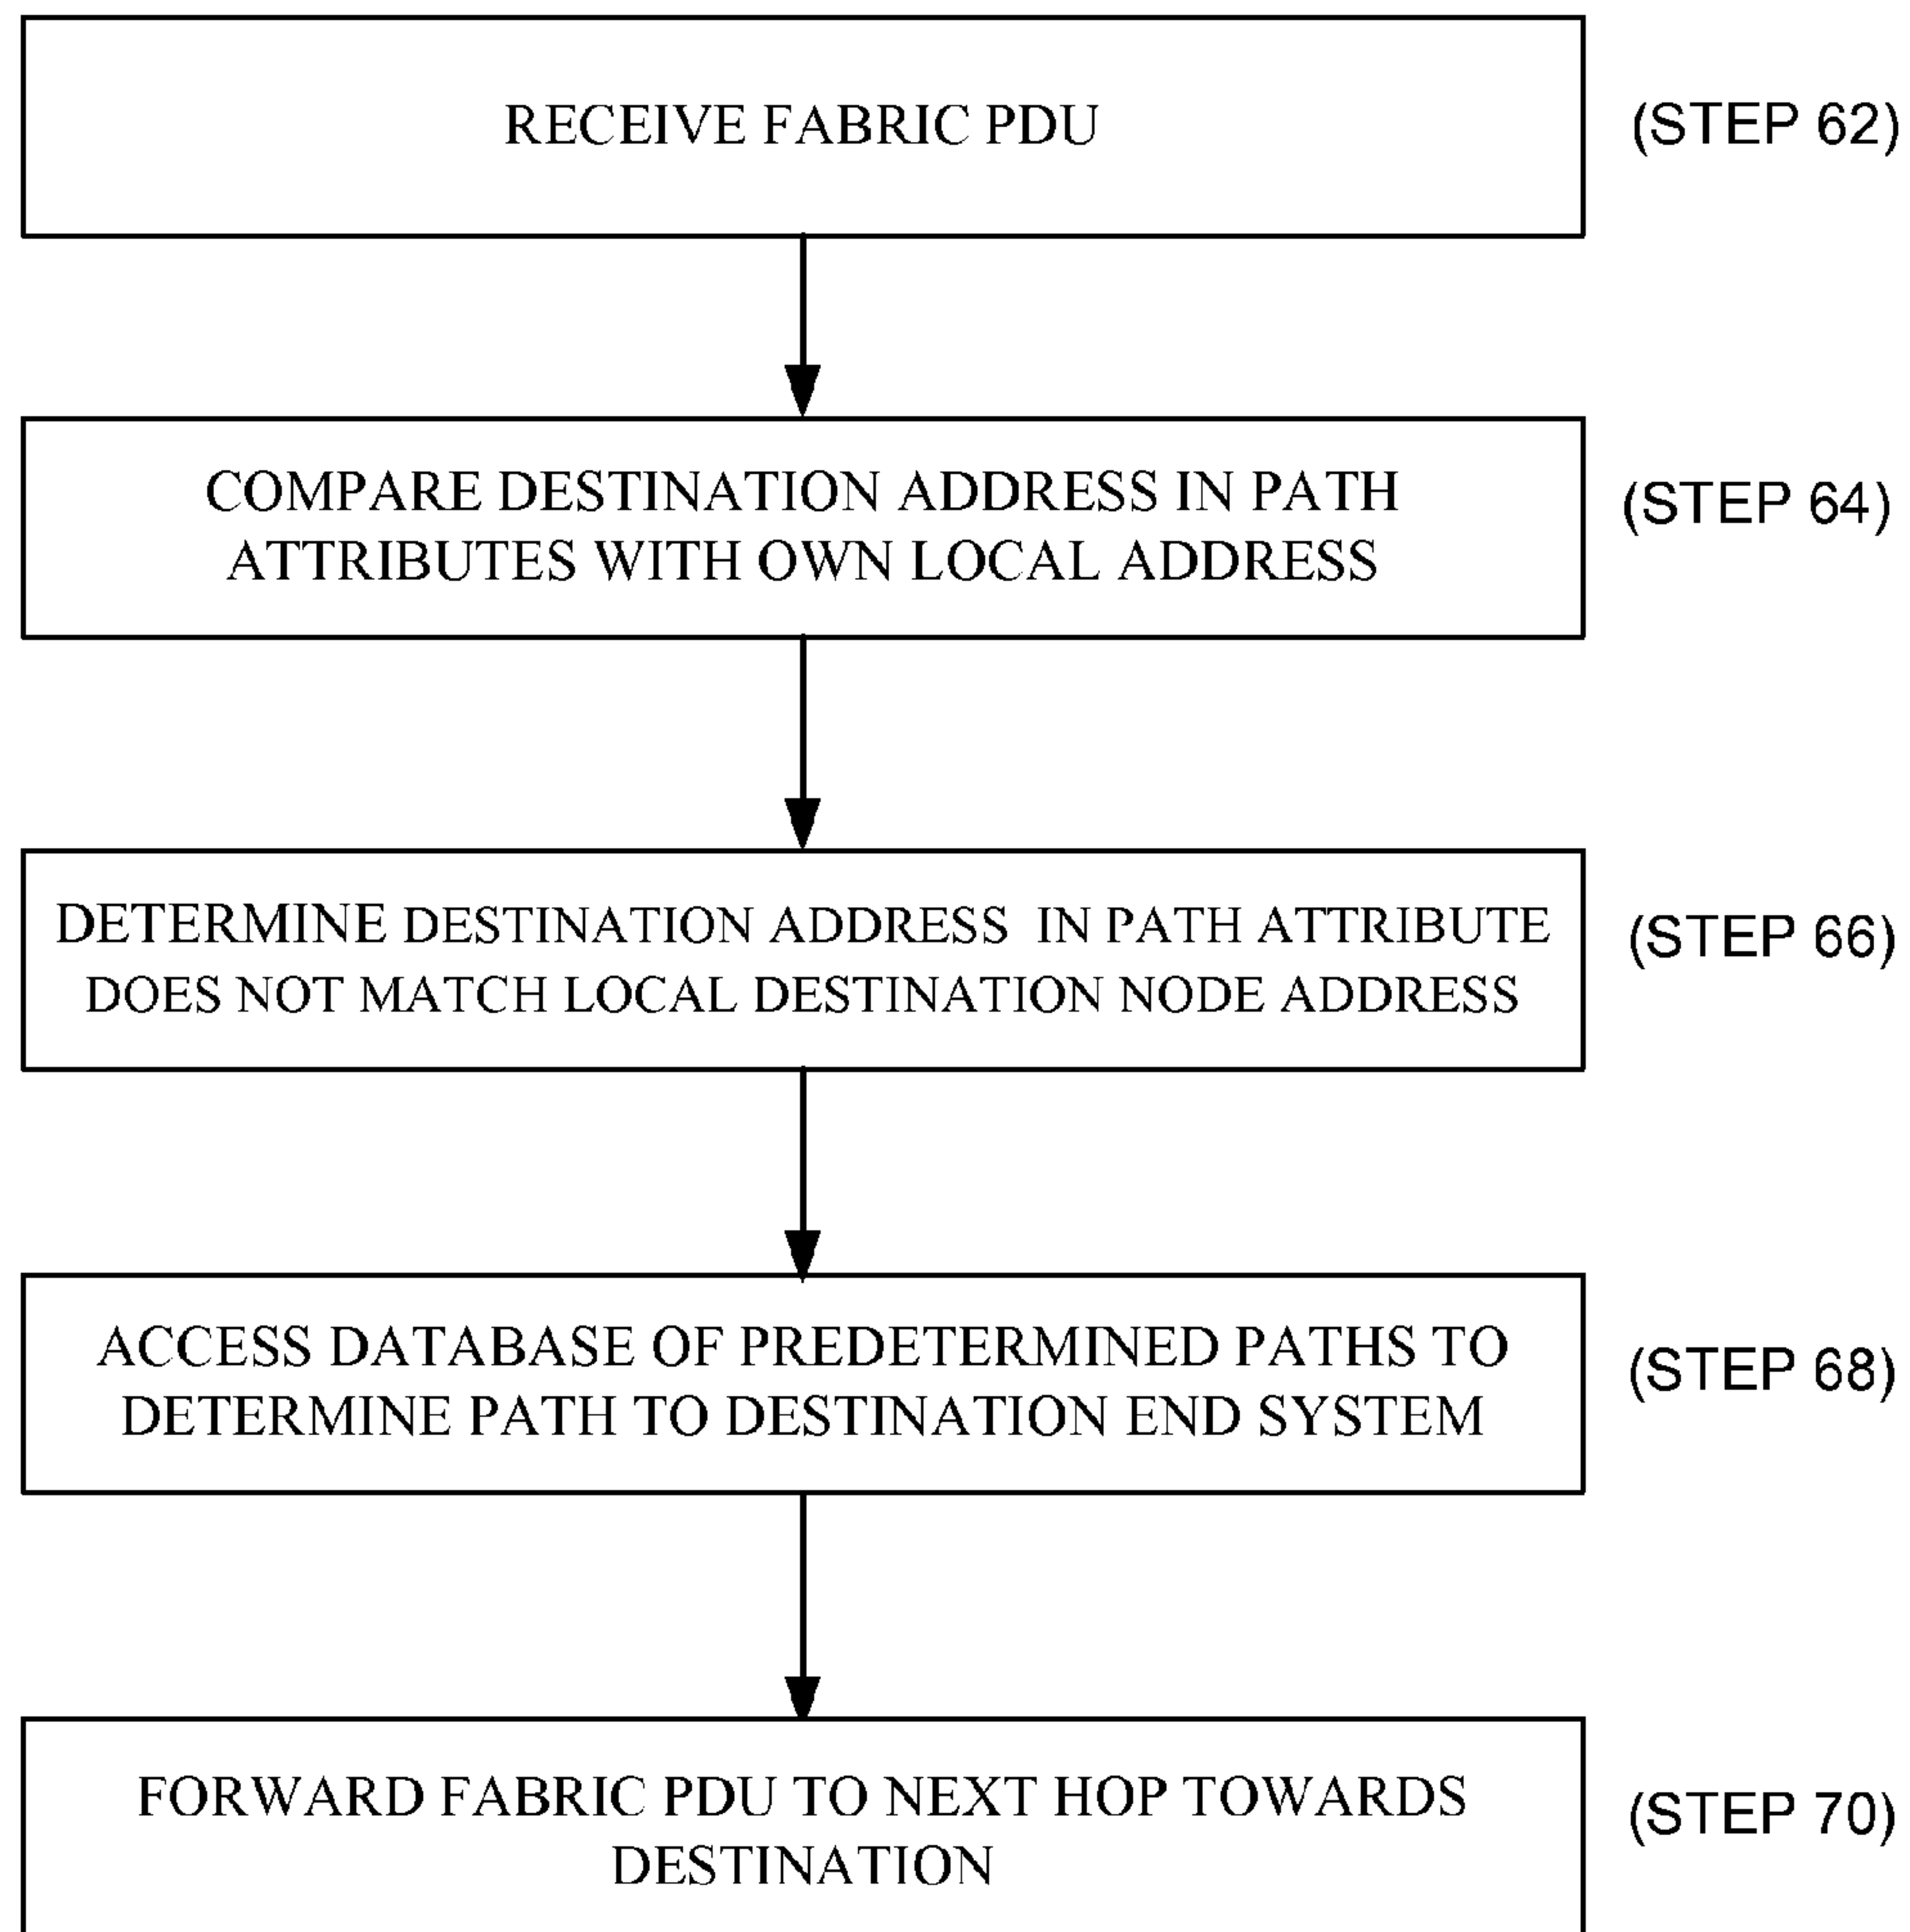 RECEIVE FABRIC PDU
(STEP 62)
COMPARE DESTINATION ADDRESS IN PATH
ATTRIBUTES WITH OWN LOCAL ADDRESS
(STEP 64)
DETERMINE DESTINATION ADDRESS IN PATH ATTRIBUTE
DOES NOT MATCH LOCAL DESTINATION NODE ADDRESS
(STEP 66)
ACCESS DATABASE OF PREDETERMINED PATHS TO
DETERMINE PATH TO DESTINATION END SYSTEM
(STEP 68)
FORWARD FABRIC PDU TO NEXT HOP TOWARDS
DESTINATION
(STEP 70)